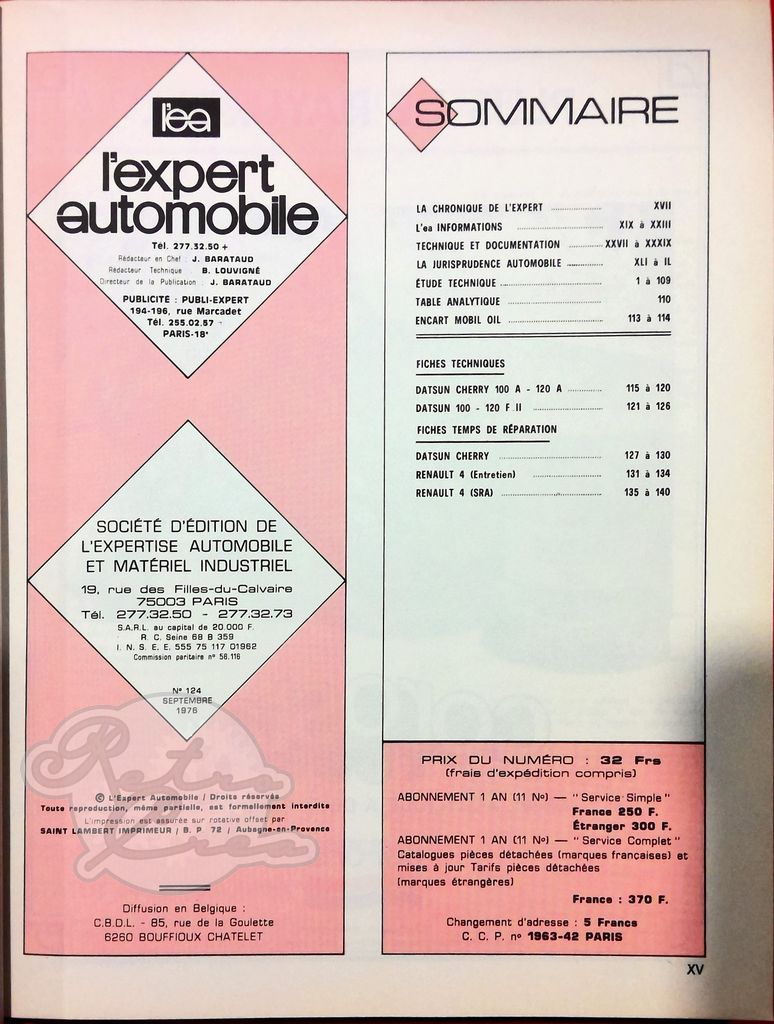 l'ea
l'expert
automobile
Tél. 277.32.50 +
Rédacteur en Chef : J. BARATAUD
Rédacteur Technique : B. LOUVIGNÉ
Directeur de la Publication : J. BARATAUD
PUBLICITÉ : PUBLI-EXPERT
194-196, rue Marcadet
Tél. 255.02.57
PARIS-18e
SOCIÉTÉ D'ÉDITION DE
L'EXPERTISE AUTOMOBILE
ET MATÉRIEL INDUSTRIEL
19, rue des Filles-du-Calvaire
75003 PARIS
Tél. 277.32.50 - 277.32.73
S.A.R.L. au capital de 20.000 F.
R. C. Seine 68 B 359
I. N. S. E. E. 555 75 117 01962
Commission paritaire n° 56.116
N° 124
SEPTEMBRE
1976
Retro
Crea
© L'Expert Automobile / Droits réservés
Toute reproduction, même partielle, est formellement interdite
L'impression est assurée sur rotative offset par
SAINT LAMBERT IMPRIMEUR / B. P 72 / Aubagne-en-Provence
Diffusion en Belgique :
C.B.D.L. - 85, rue de la Goulette
6260 BOUFFIOUX CHATELET
SOMMAIRE
LA CHRONIQUE DE L'EXPERT .................. XVII
L'ea INFORMATIONS .................. XIX à XXIII
TECHNIQUE ET DOCUMENTATION ............ XXVII à XXXIX
LA JURISPRUDENCE AUTOMOBILE ............ XLI à IL
ÉTUDE TECHNIQUE .................. 1 à 109
TABLE ANALYTIQUE .................. 110
ENCART MOBIL OIL .................. 113 à 114
FICHES TECHNIQUES
DATSUN CHERRY 100 A - 120 A ............ 115 à 120
DATSUN 100 - 120 F II .................. 121 à 126
FICHES TEMPS DE RÉPARATION
DATSUN CHERRY .................. 127 à 130
RENAULT 4 (Entretien) .................. 131 à 134
RENAULT 4 (SRA) .................. 135 à 140
PRIX DU NUMÉRO : 32 Frs
(frais d'expédition compris)
ABONNEMENT 1 AN (11 No) — "Service Simple"
France 250 F.
Étranger 300 F.
ABONNEMENT 1 AN (11 No) — "Service Complet"
Catalogues pièces détachées (marques francaises) et
mises à jour Tarifs pièces détachées
(marques étrangères)
France : 370 F.
Changement d'adresse : 5 Francs
C. C. P. no 1963-42 PARIS
XV